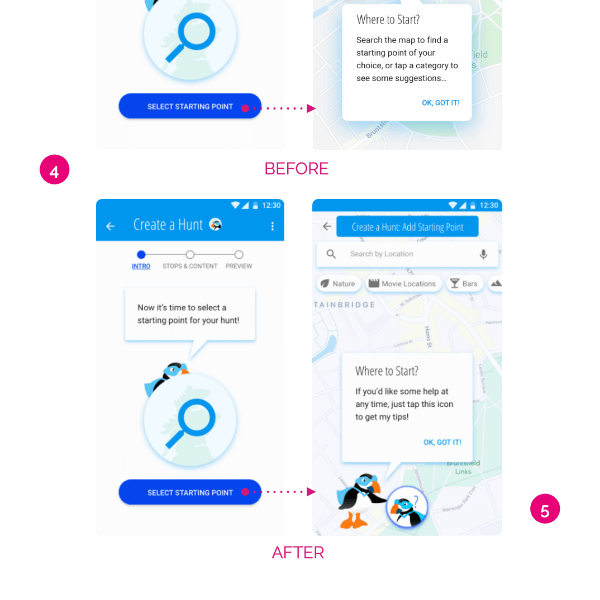 Where to Start?
Search the map to find a
starting point of your
choice, or tap a category to
see some suggestions...
OK, GOT IT!
SELECT STARTING POINT
4
BEFORE
12:30
Create a Hunt
INTRO
STOPS & CONTENT
PREVIEW
Now it's time to select a
starting point for your hunt!
SELECT STARTING POINT
12:30
Create a Hunt: Add Starting Point
Search by Location
Nature
Movie Locations
Bars
TAINBRIDGE
Where to Start?
If you'd like some help at
any time, just tap this icon
to get my tips!
OK, GOT IT!
Bruntsfield
Links
?
5
AFTER